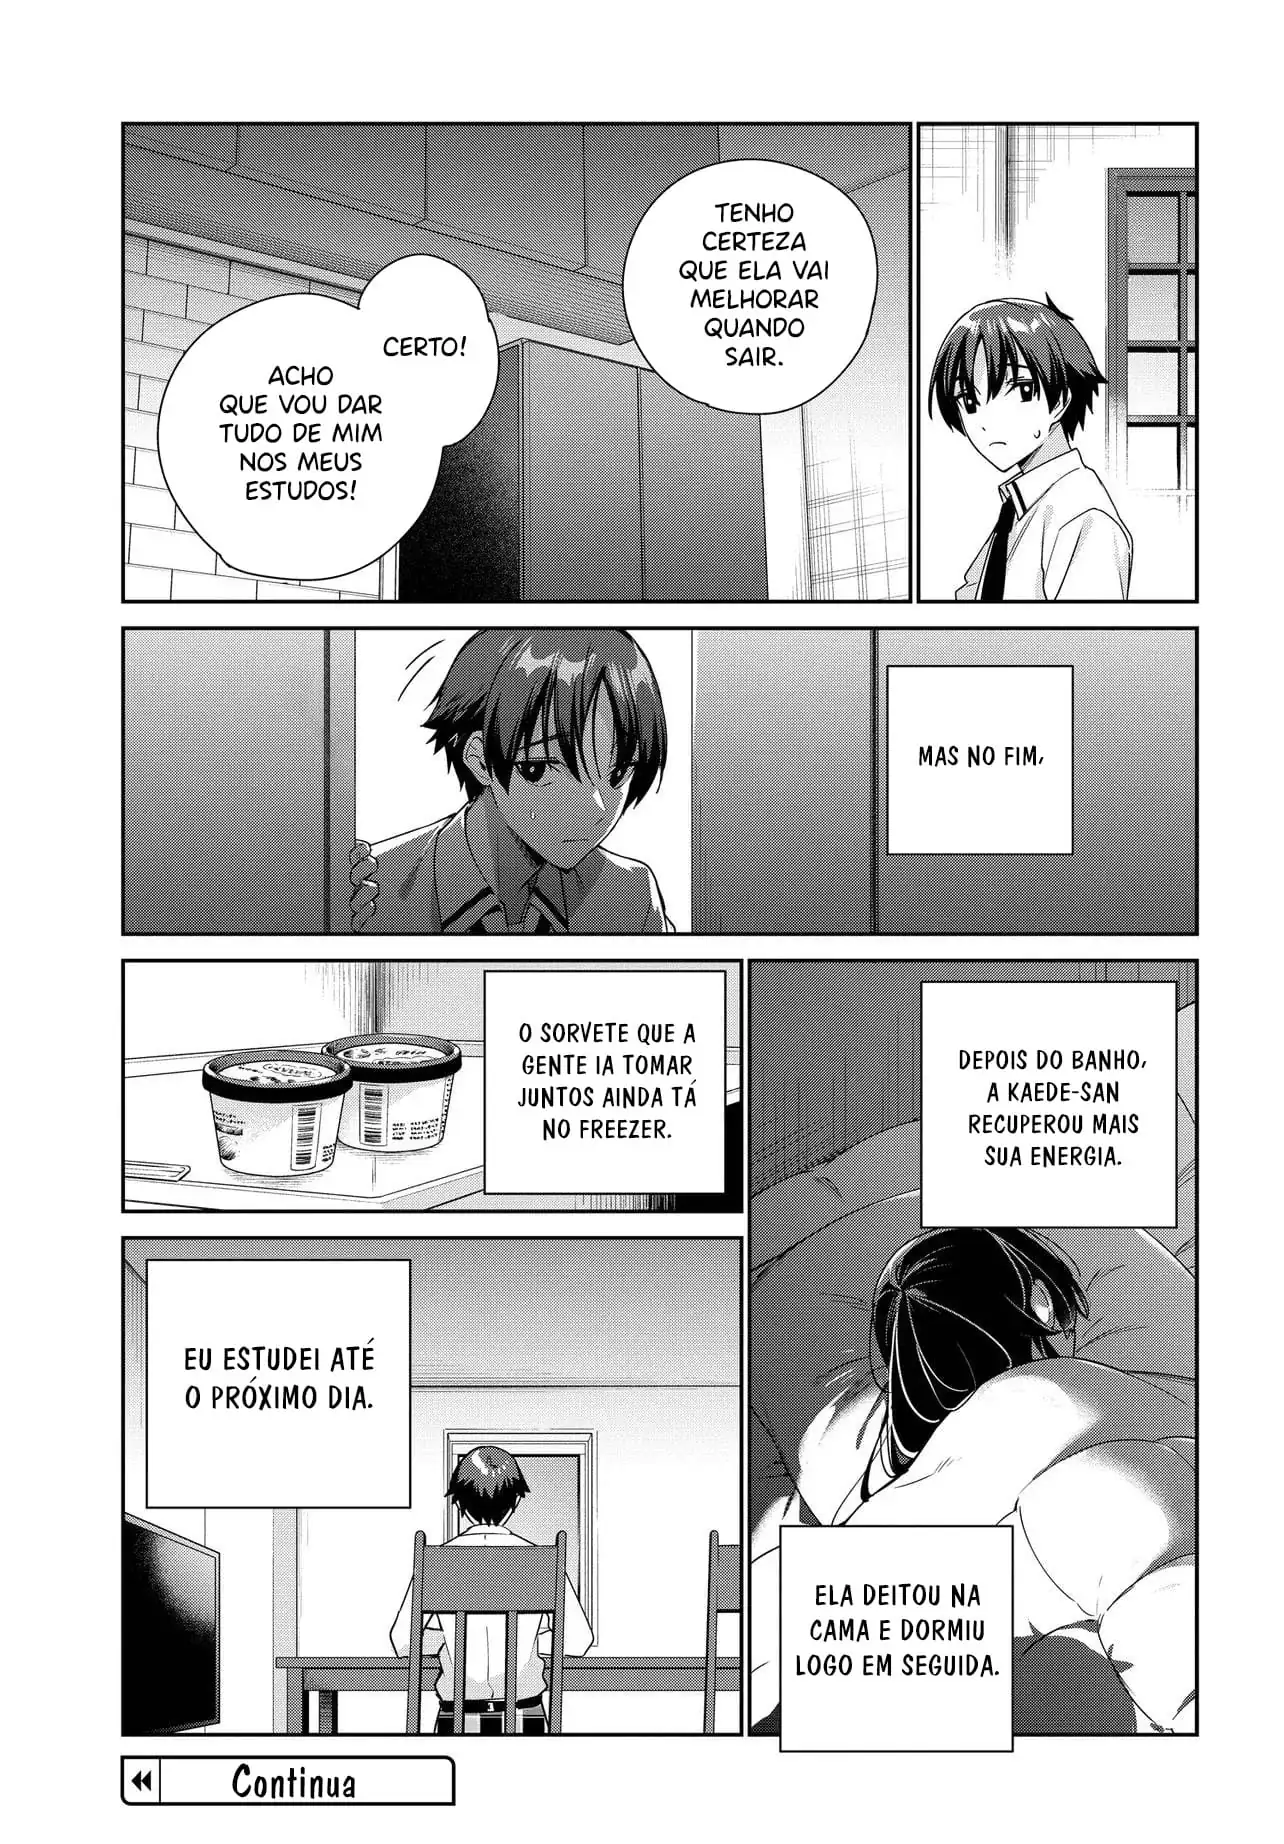 TENHO
CERTEZA
QUE ELA VAI
MELHORAR
QUANDO
SAIR.
CERTO!
ACHO
QUE VOU DAR
TUDO DE MIM
NOS MEUS
ESTUDOS!
MAS NO FIM,
DEPOIS DO BANHO,
A KAEDE-SAN
RECUPEROU MAIS
SUA ENERGIA.
ELA DEITOU NA
CAMA E DORMIU
LOGO EM SEGUIDA.
O SORVETE QUE A
GENTE IA TOMAR
JUNTOS AINDA TÁ
NO FREEZER.
EU ESTUDEI ATÉ
O PRÓXIMO DIA.
Continua